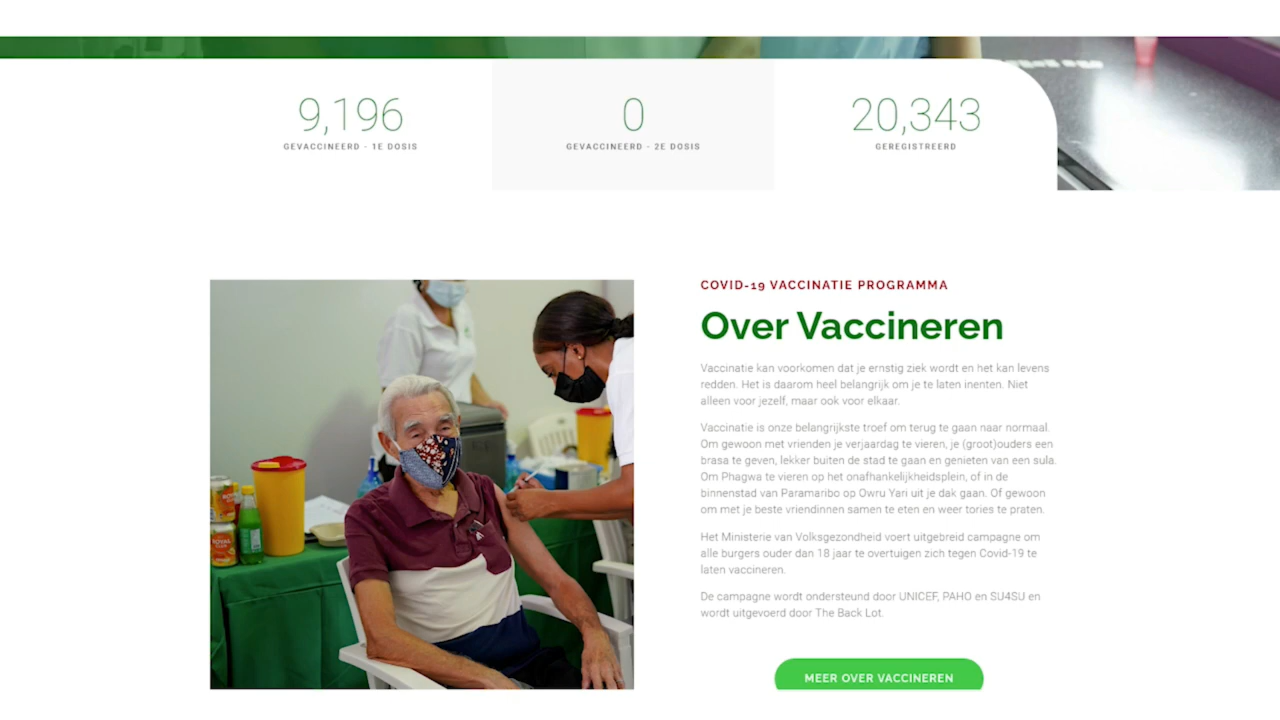 9,196
GEVACCINEERD - 1E DOSIS
0
GEVACCINEERD - 2E DOSIS
20,343
GEREGISTREERD
COVID-19 VACCINATIE PROGRAMMA
Over Vaccineren
Vaccinatie kan voorkomen dat je ernstig ziek wordt en het kan levens
redden. Het is daarom heel belangrijk om je te laten inenten. Niet
alleen voor jezelf, maar ook voor elkaar.
Vaccinatie is onze belangrijkste troef om terug te gaan naar normaal.
Om gewoon met vrienden je verjaardag te vieren, je (groot)ouders een
brasa te geven, lekker buiten de stad te gaan en genieten van een sula.
Om Phagwa te vieren op het onafhankelijkheidsplein, of in de
binnenstad van Paramaribo op Owru Yari uit je dak gaan. Of gewoon
om met je beste vriendinnen samen te eten en weer tories te praten.
Het Ministerie van Volksgezondheid voert uitgebreid campagne om
alle burgers ouder dan 18 jaar te overtuigen zich tegen Covid-19 te
laten vaccineren.
De campagne wordt ondersteund door UNICEF, PAHO en SU4SU en
wordt uitgevoerd door The Back Lot.
MEER OVER VACCINEREN